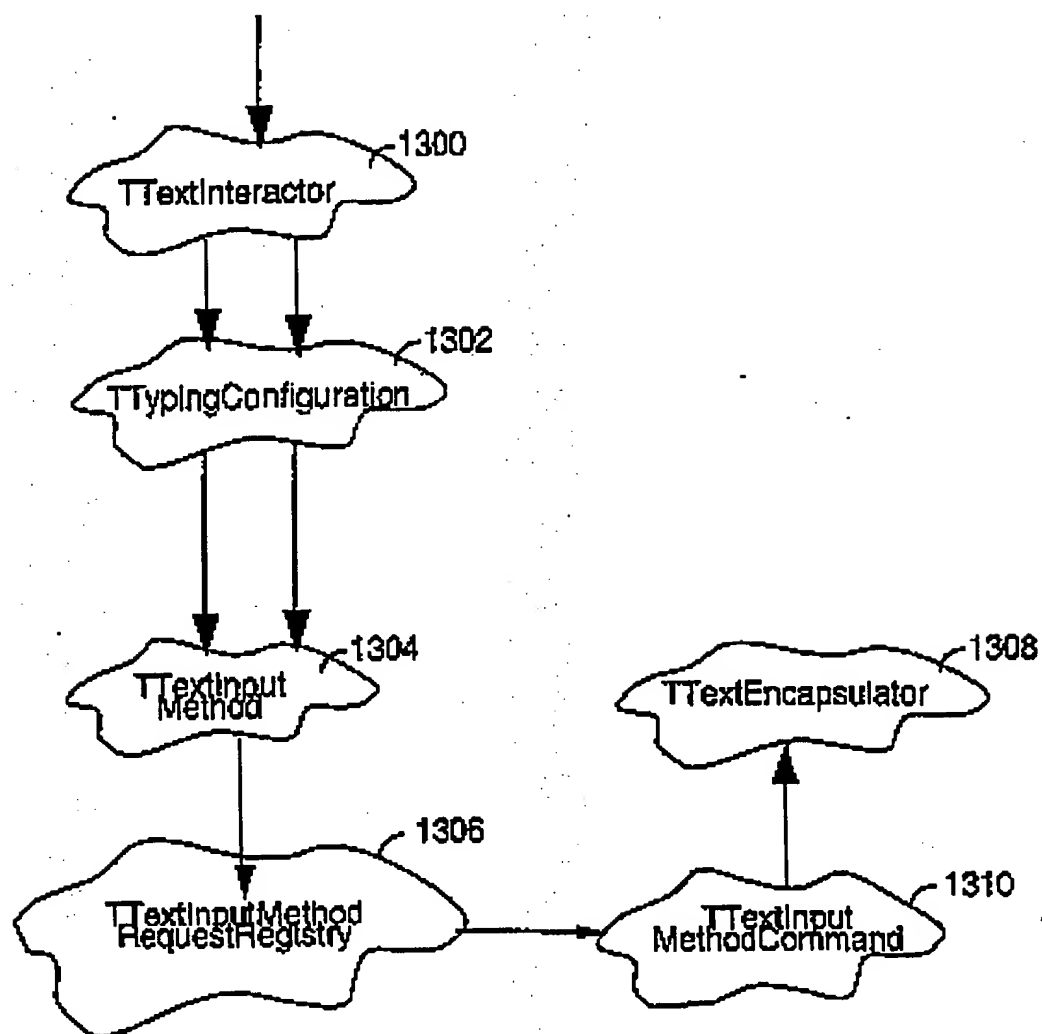 1300
TTextInteractor
1302
TTypingConfiguration
1304
TTextInput
Method
1308
TTextEncapsulator
1306
TTextInputMethod
RequestRegistry
1310
TTextInput
MethodCommand